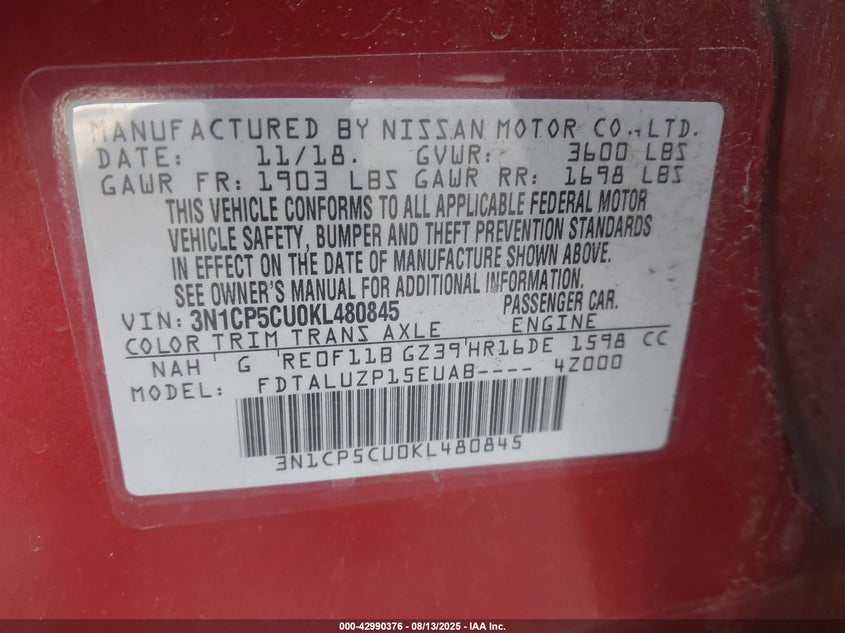 MANUFACTURED BY NISSAN MOTOR CO., LTD.
DATE: 11/18. GVWR: 3600 LBS
GAWR FR: 1903 LBS GAWR RR: 1698 LBS
THIS VEHICLE CONFORMS TO ALL APPLICABLE FEDERAL MOTOR
VEHICLE SAFETY, BUMPER AND THEFT PREVENTION STANDARDS
IN EFFECT ON THE DATE OF MANUFACTURE SHOWN ABOVE.
SEE OWNER'S MANUAL FOR ADDITIONAL INFORMATION.
VIN: 3N1CP5CU0KL480845 PASSENGER CAR.
COLOR TRIM TRANS AXLE ENGINE
NAH G RE0F11B GZ39 HR16DE 1598 CC
MODEL: FDTALUZP15EUAB---- 4Z000
3N1CP5CU0KL480845
000-42990376 - 08/13/2025 - IAA Inc.